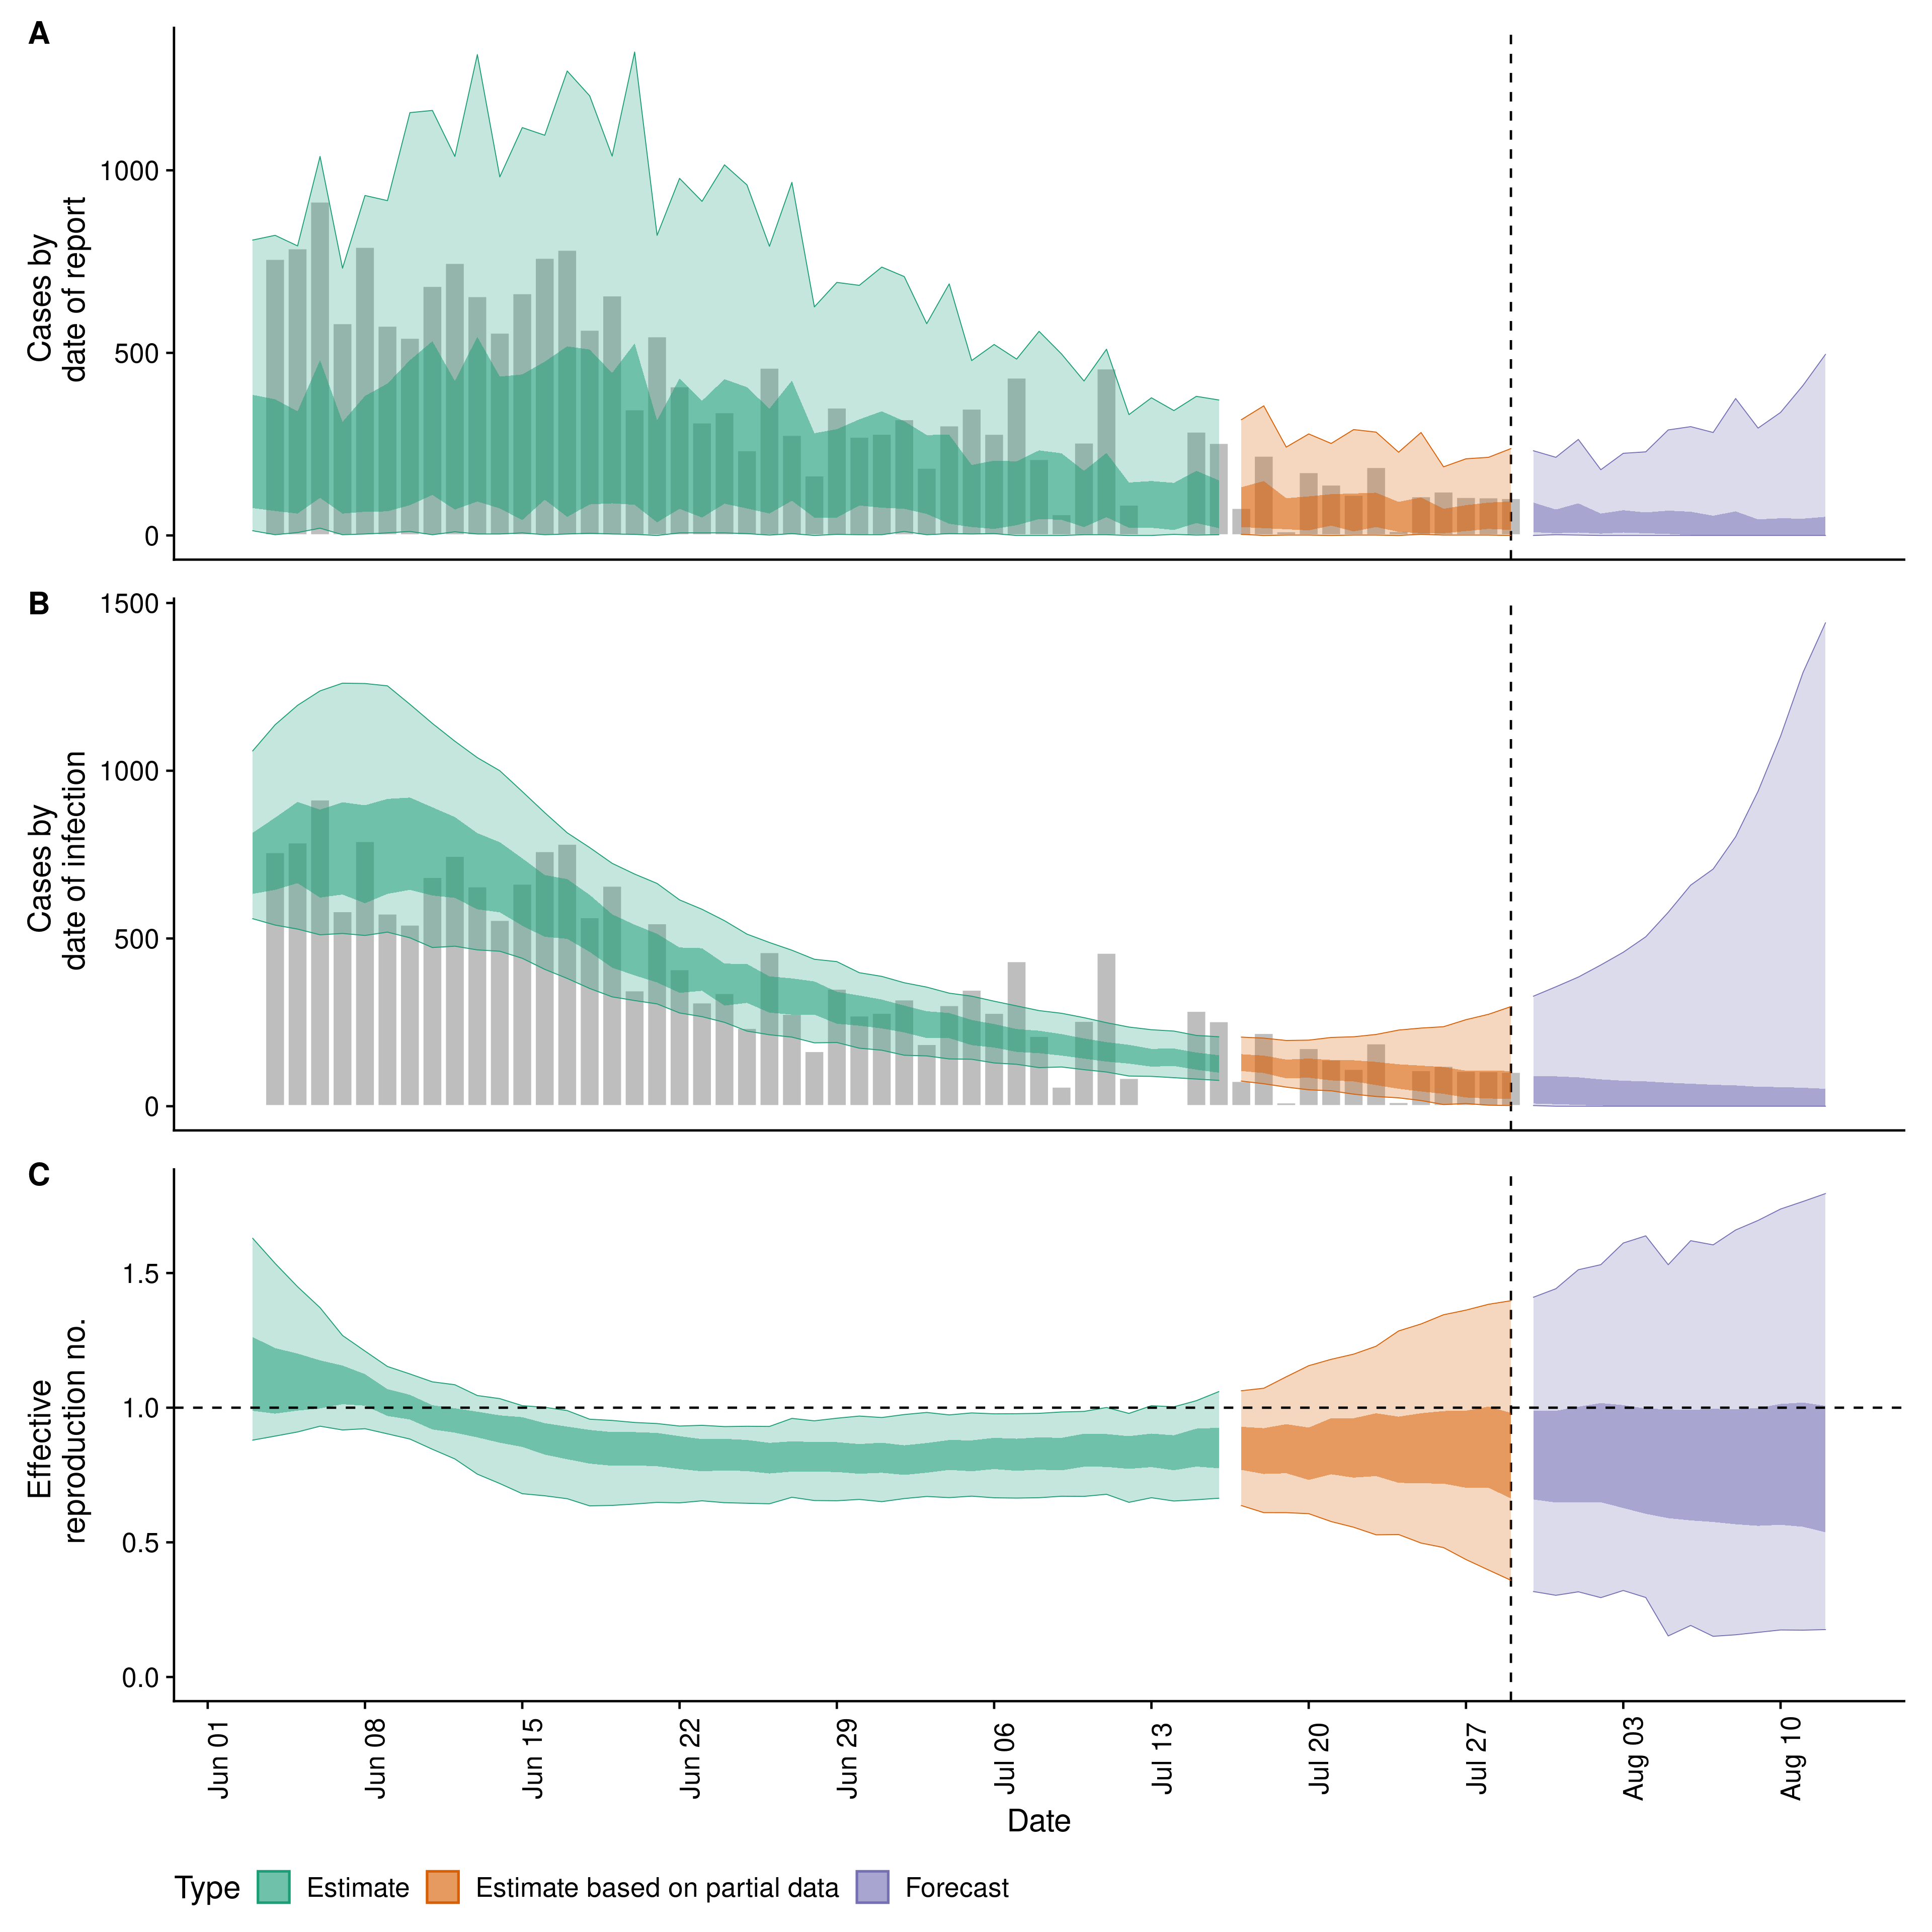 A
Cases by
date of report
1000
500
0
B
Cases by
date of infection
1500
1000
500
0
C
Effective
reproduction no.
1.5
1.0
0.5
0.0
Jun 01
Jun 08
Jun 15
Jun 22
Jun 29
Jul 06
Jul 13
Jul 20
Jul 27
Aug 03
Aug 10
Date
Type Estimate Estimate based on partial data Forecast